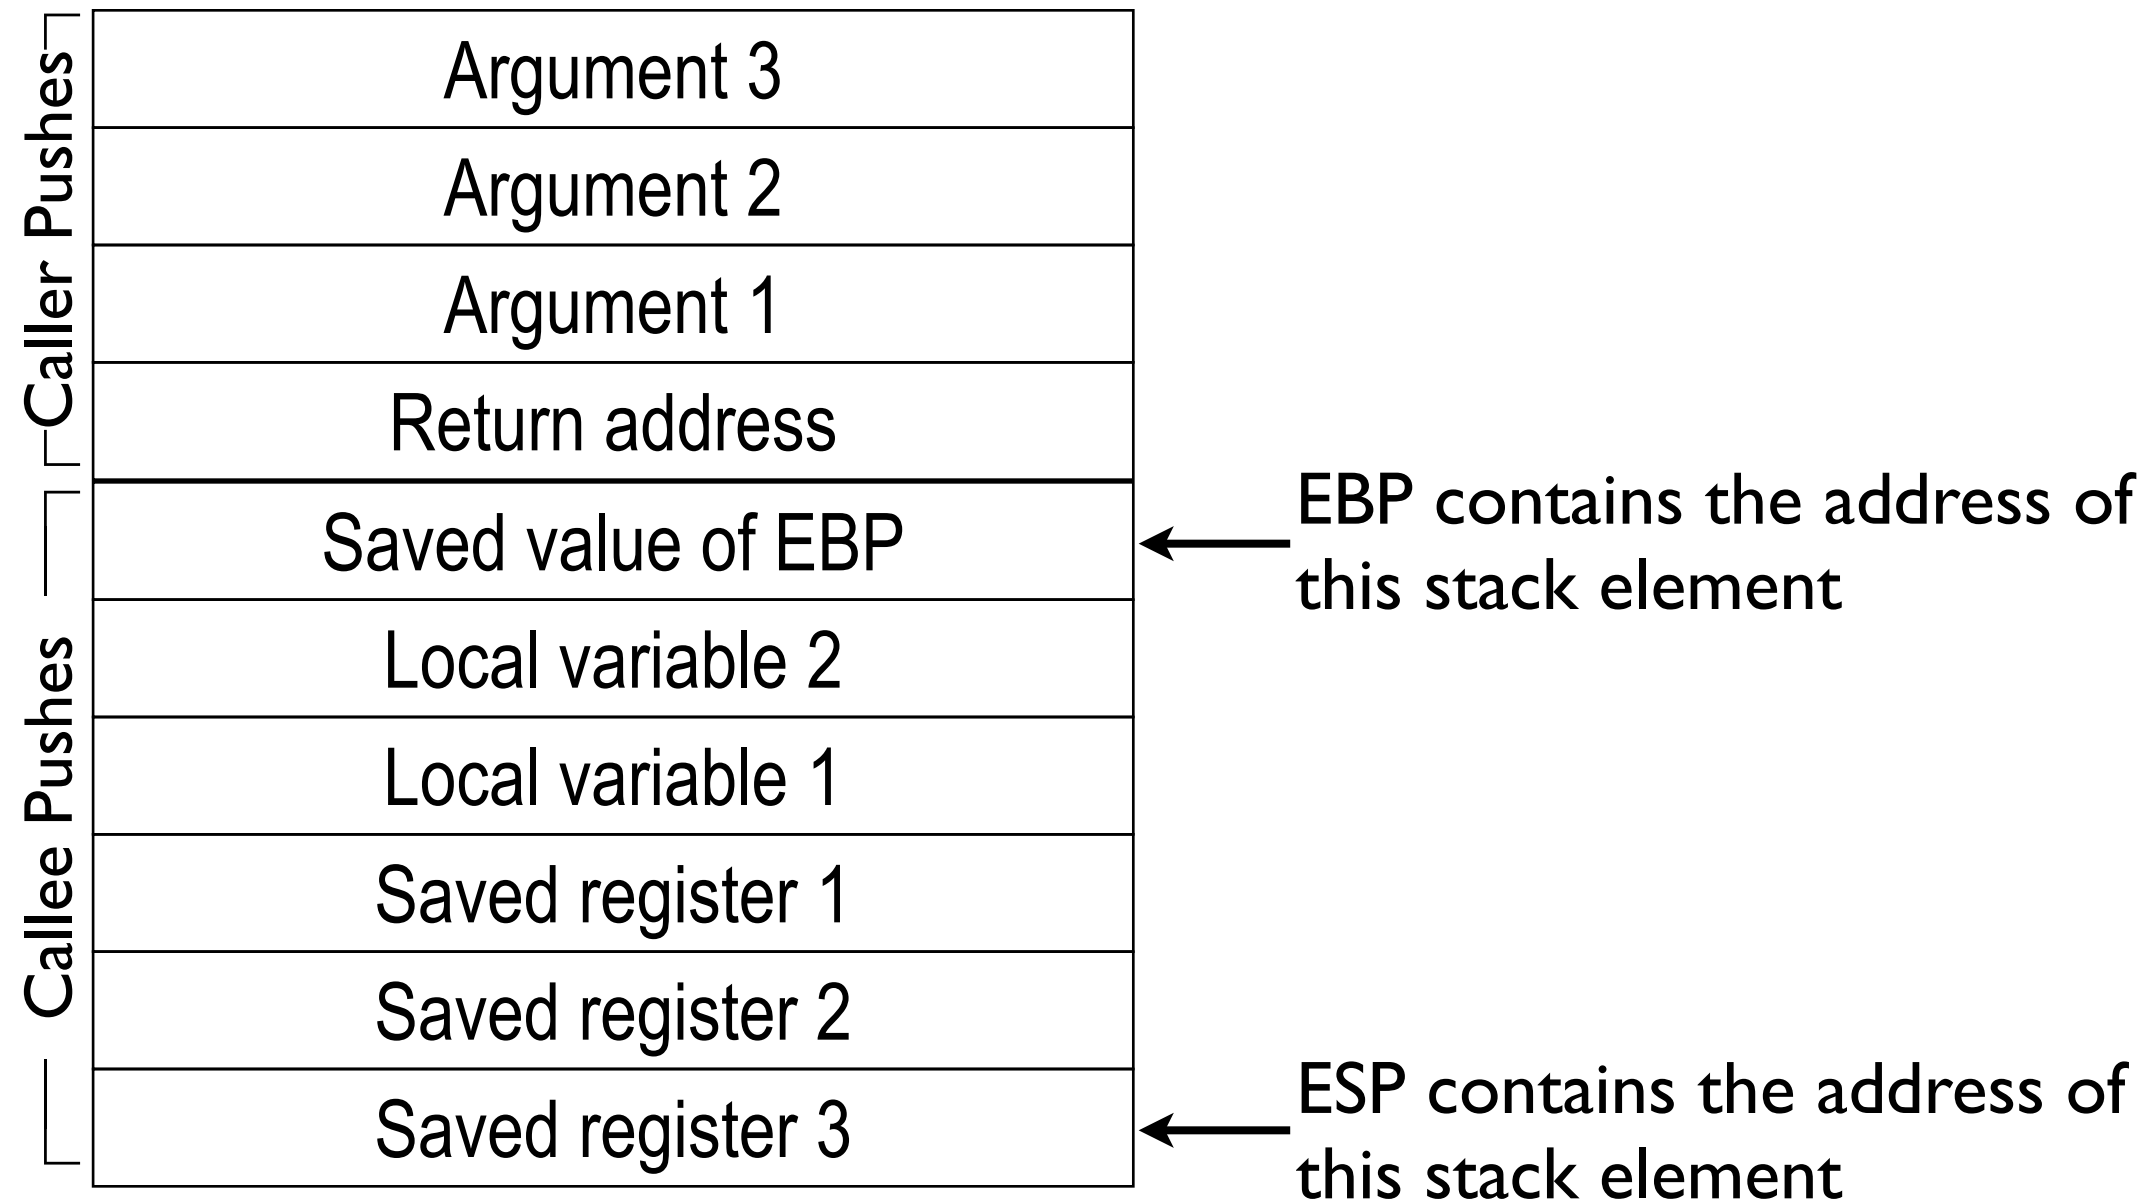 Caller Pushes
Argument 3
Argument 2
Argument 1
Return address
Callee Pushes
Saved value of EBP
Local variable 2
Local variable 1
Saved register 1
Saved register 2
Saved register 3
EBP contains the address of
this stack element
ESP contains the address of
this stack element